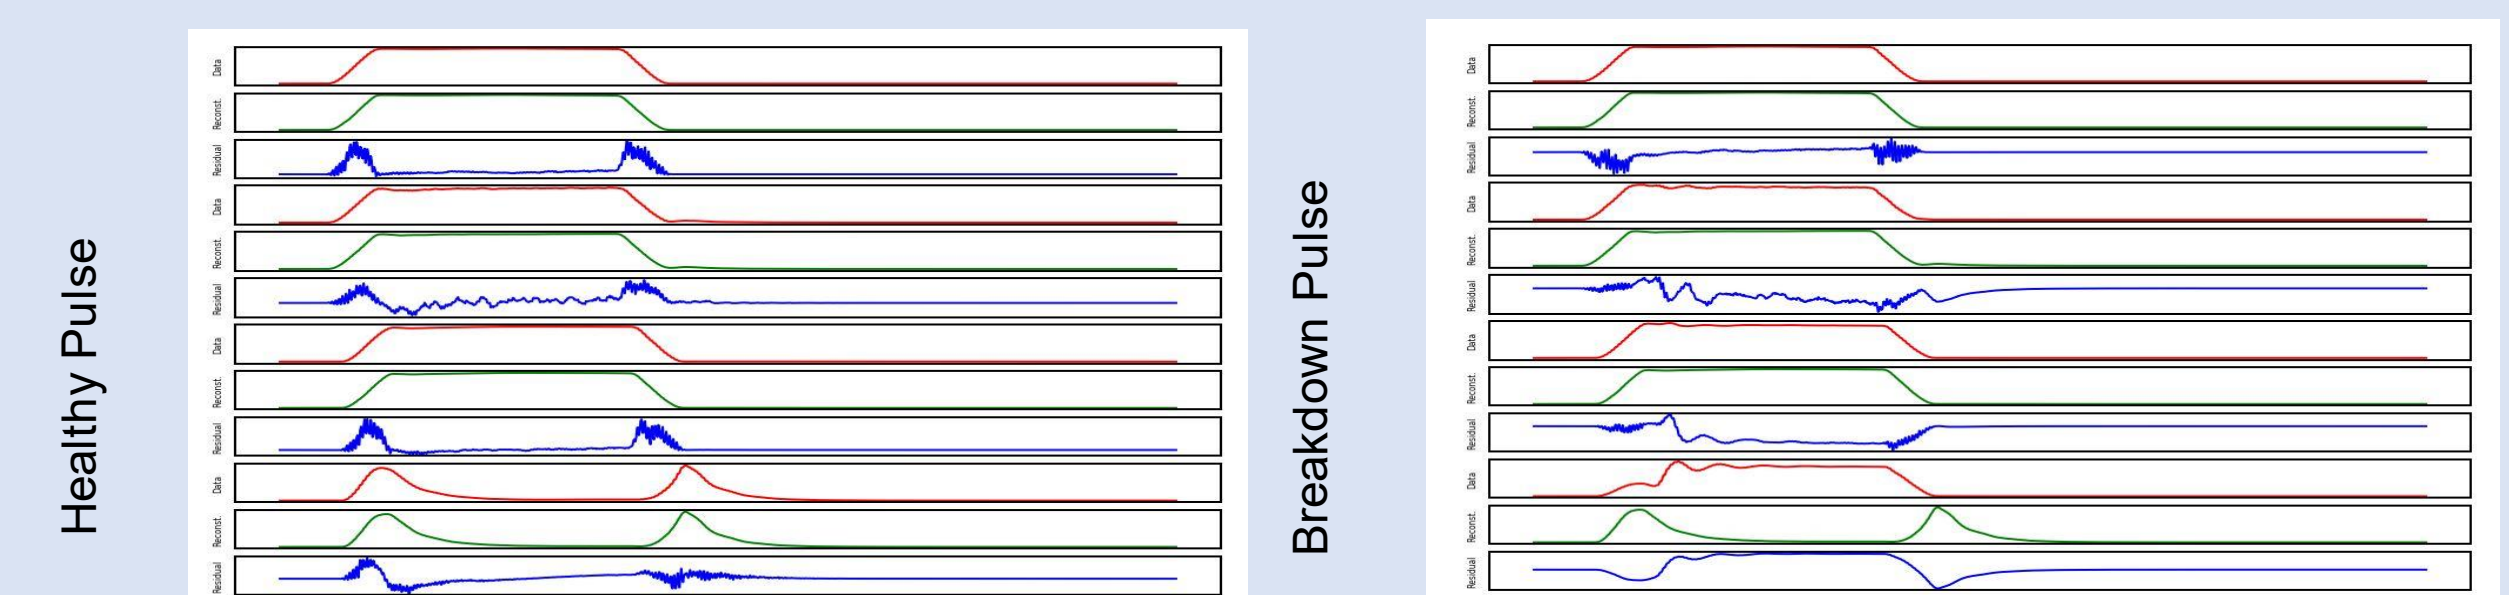 Healthy Pulse
Data
Reconst.
Residual
Data
Reconst.
Residual
Data
Reconst.
Residual
Data
Reconst.
Residual
Breakdown Pulse
Data
Reconst.
Residual
Data
Reconst.
Residual
Data
Reconst.
Residual
Data
Reconst.
Residual